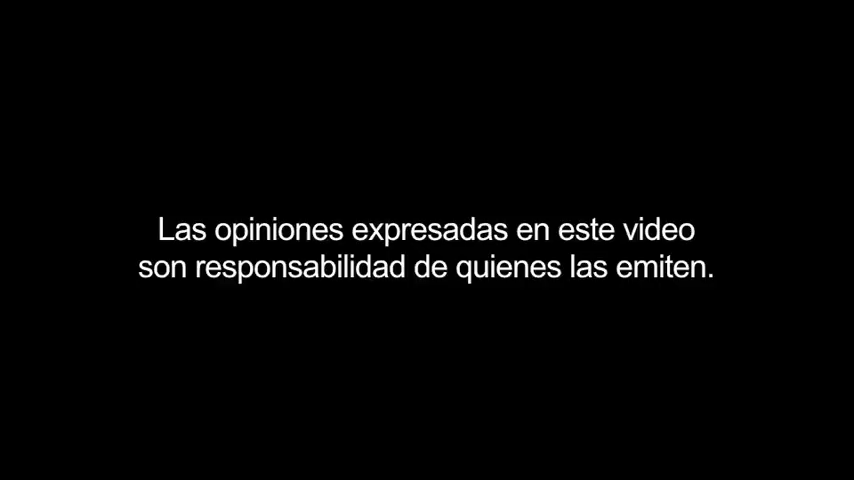 Las opiniones expresadas en este video
son responsabilidad de quienes las emiten.